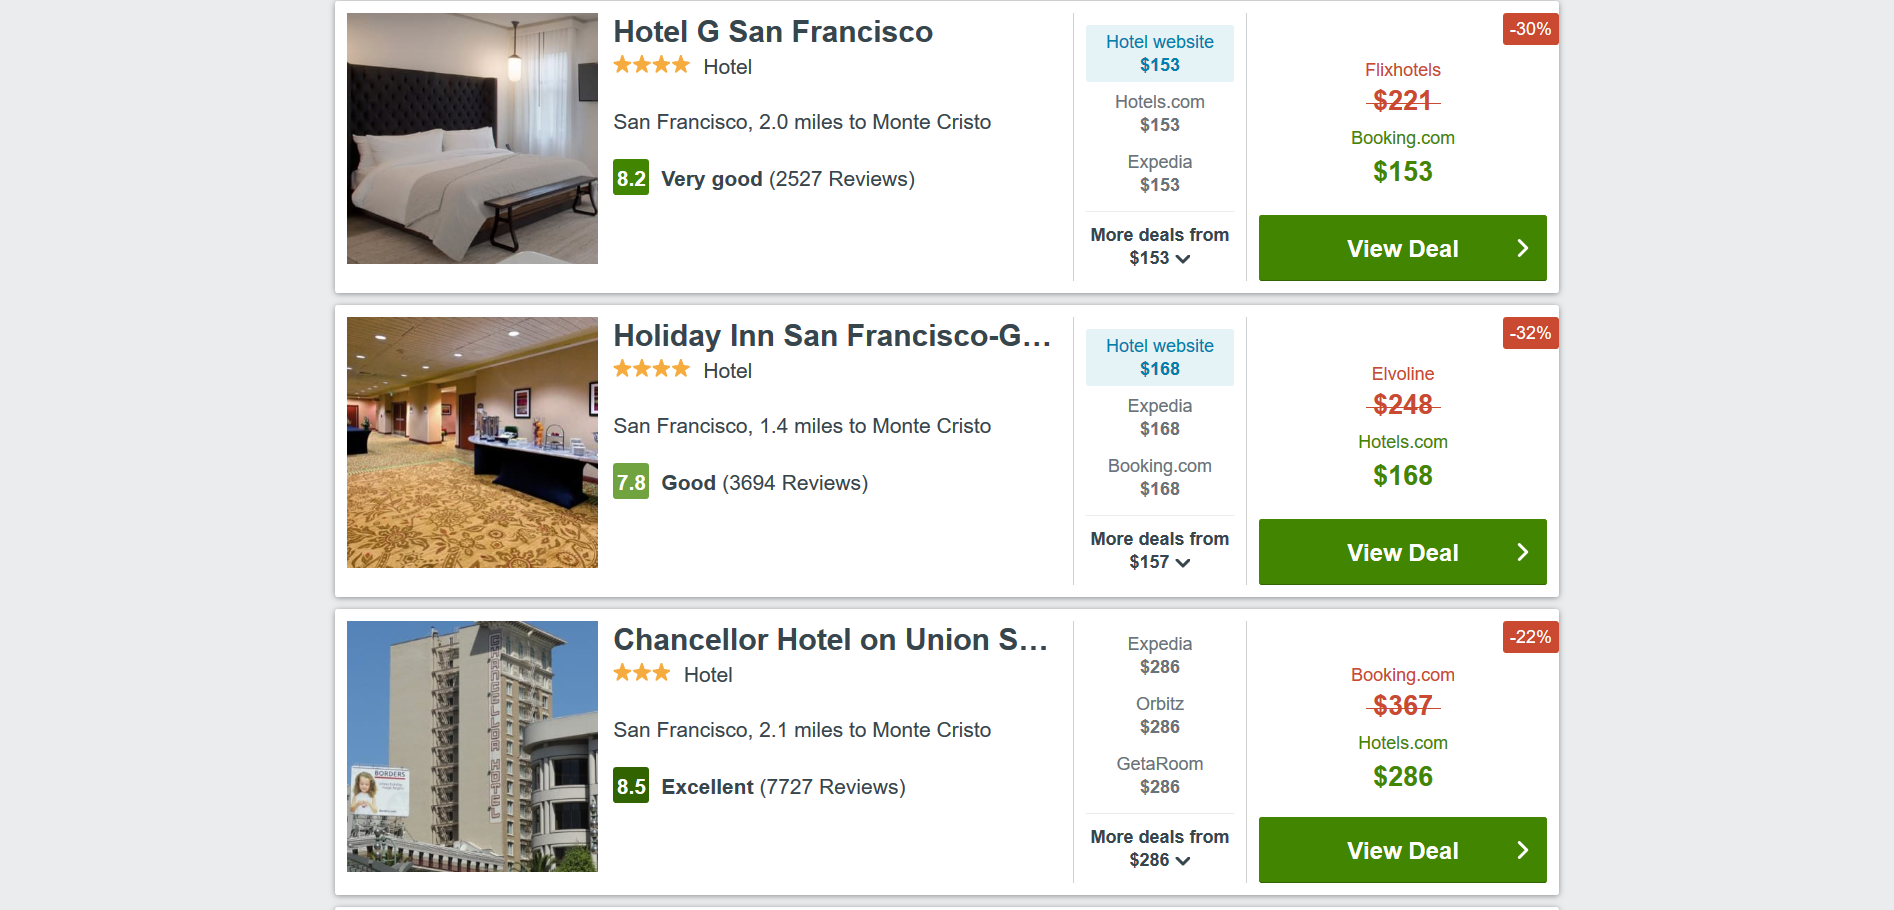 Hotel G San Francisco
Hotel
San Francisco, 2.0 miles to Monte Cristo
8.2 Very good (2527 Reviews)
Hotel website
$153
Hotels.com
$153
Expedia
$153
More deals from
$153
-30%
Flixhotels
$221
Booking.com
$153
View Deal
Holiday Inn San Francisco-G...
Hotel
San Francisco, 1.4 miles to Monte Cristo
7.8 Good (3694 Reviews)
Hotel website
$168
Expedia
$168
Booking.com
$168
More deals from
$157
-32%
Elvoline
$248
Hotels.com
$168
View Deal
CHANCELLOR HOTEL
BORDERS
Chancellor Hotel on Union S...
Hotel
San Francisco, 2.1 miles to Monte Cristo
8.5 Excellent (7727 Reviews)
Expedia
$286
Orbitz
$286
GetaRoom
$286
More deals from
$286
-22%
Booking.com
$367
Hotels.com
$286
View Deal